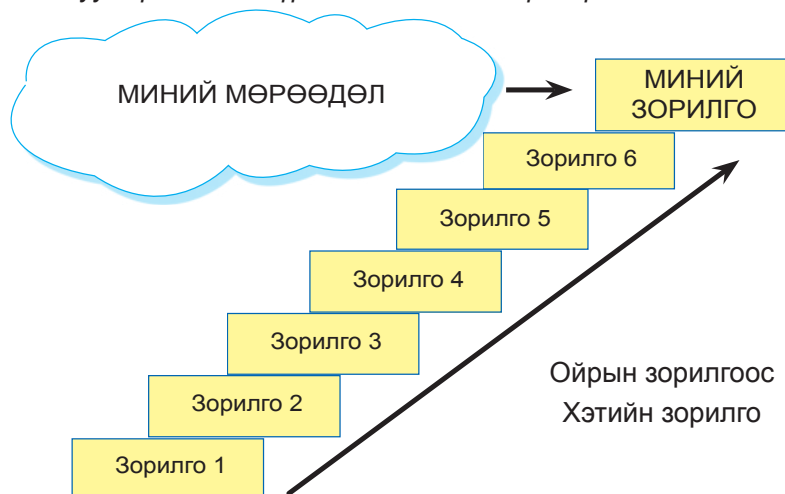 МИНИЙ МӨРӨӨДӨЛ
МИНИЙ
ЗОРИЛГО
Зорилго 6
Зорилго 5
Зорилго 4
Зорилго 3
Зорилго 2
Зорилго 1
Ойрын зорилгоос
Хэтийн зорилго